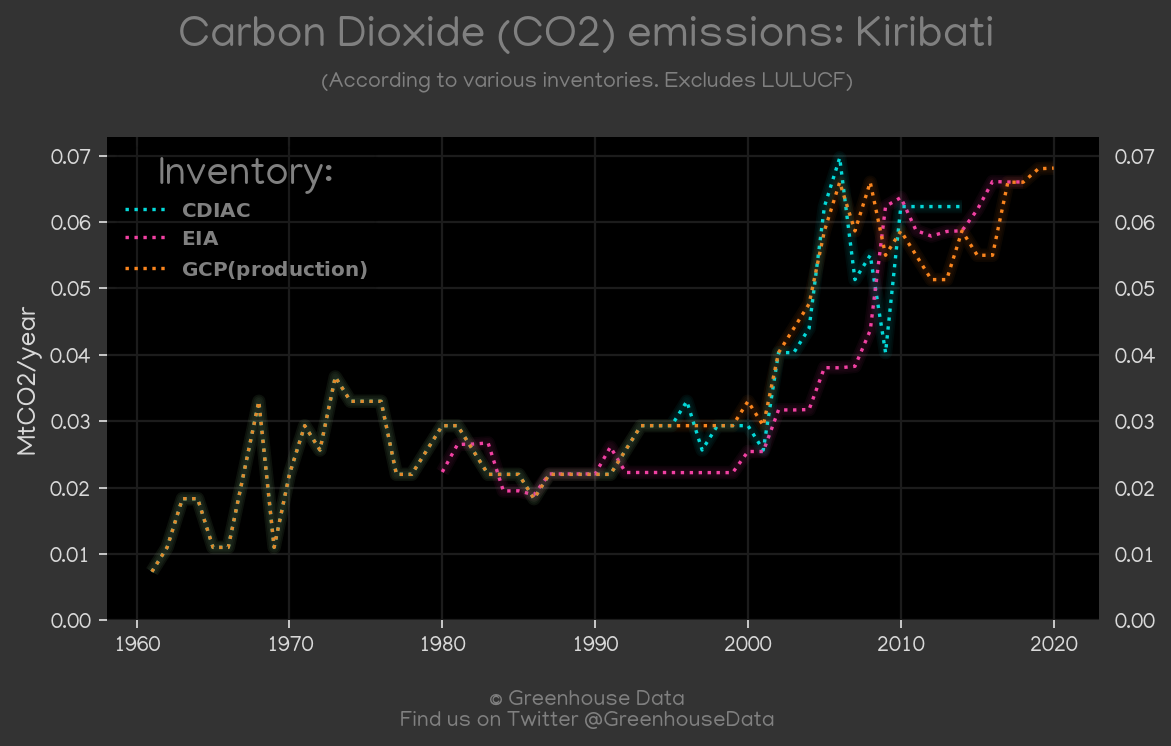 Carbon Dioxide (CO2) emissions: Kiribati
(According to various inventories. Excludes LULUCF)
Inventory:
CDIAC
EIA
GCP(production)
MtCO2/year
0.07
0.06
0.05
0.04
0.03
0.02
0.01
0.00
0.07
0.06
0.05
0.04
0.03
0.02
0.01
0.00
1960 1970 1980 1990 2000 2010 2020
© Greenhouse Data
Find us on Twitter @GreenhouseData